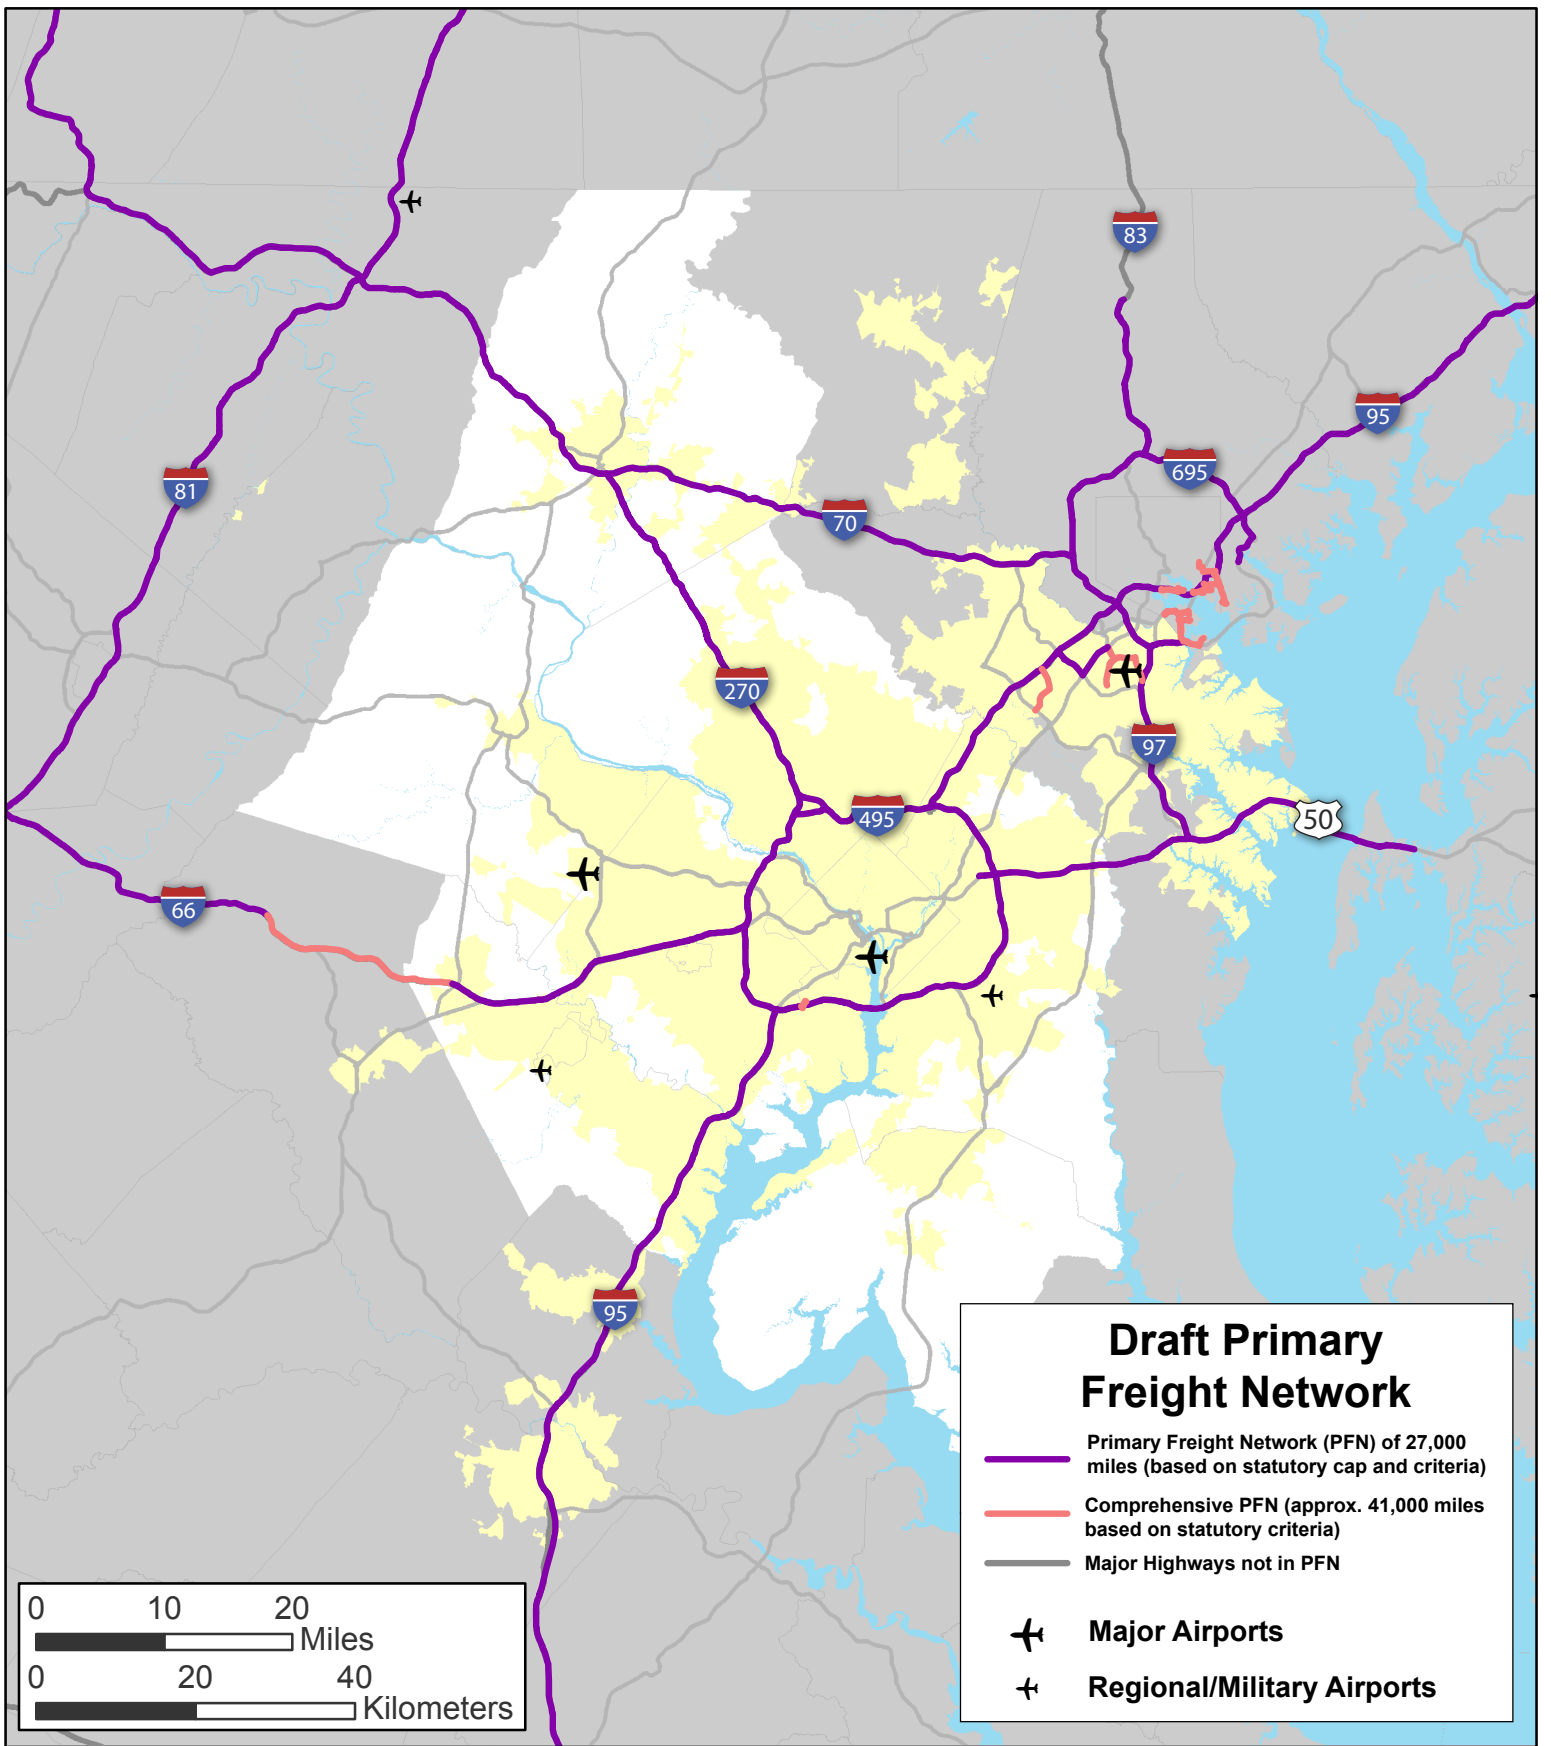 83
95
695
81
70
270
97
495
50
66
95
Draft Primary
Freight Network
Primary Freight Network (PFN) of 27,000
miles (based on statutory cap and criteria)
Comprehensive PFN (approx. 41,000 miles
based on statutory criteria)
Major Highways not in PFN
Major Airports
Regional/Military Airports
0 10 20
Miles
0 20 40
Kilometers